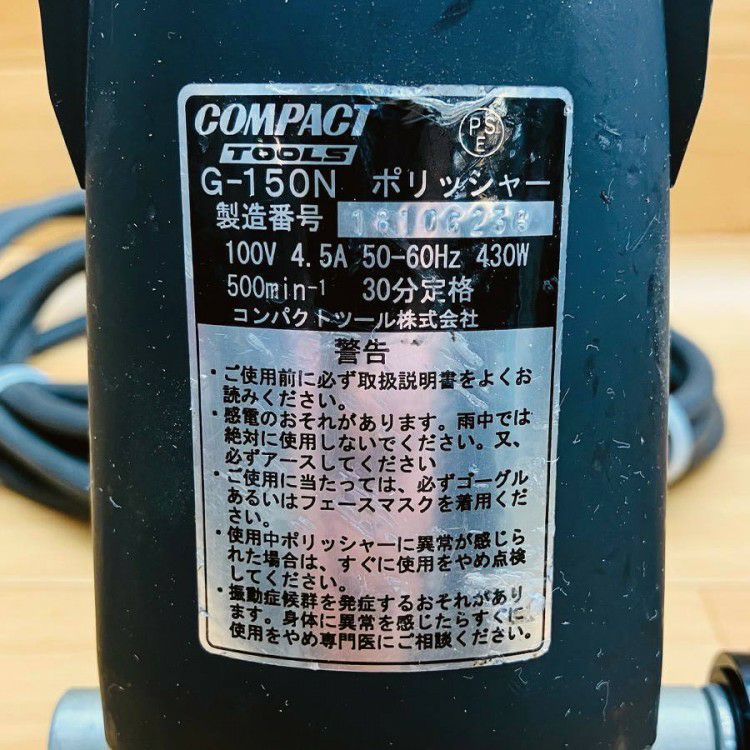 COMPACT
TOOLS
PS
E
G-150N ポリッシャー
製造番号
100V 4.5A 50-60Hz 430W
500min-1 30分定格
コンパクトツール株式会社
警告
・ご使用前に必ず取扱説明書をよくお
読みください。
・感電のおそれがあります。雨中では
絶対に使用しないでください。又、
必ずアースしてください
・ご使用に当たっては、必ずゴーグル
あるいはフェースマスクを着用くだ
さい。
・使用中ポリッシャーに異常が感じら
れた場合は、すぐに使用をやめ点検
してください。
・振動症候群を発症するおそれがあり
ます。身体に異常を感じたらすぐに
使用をやめ専門医にご相談ください。